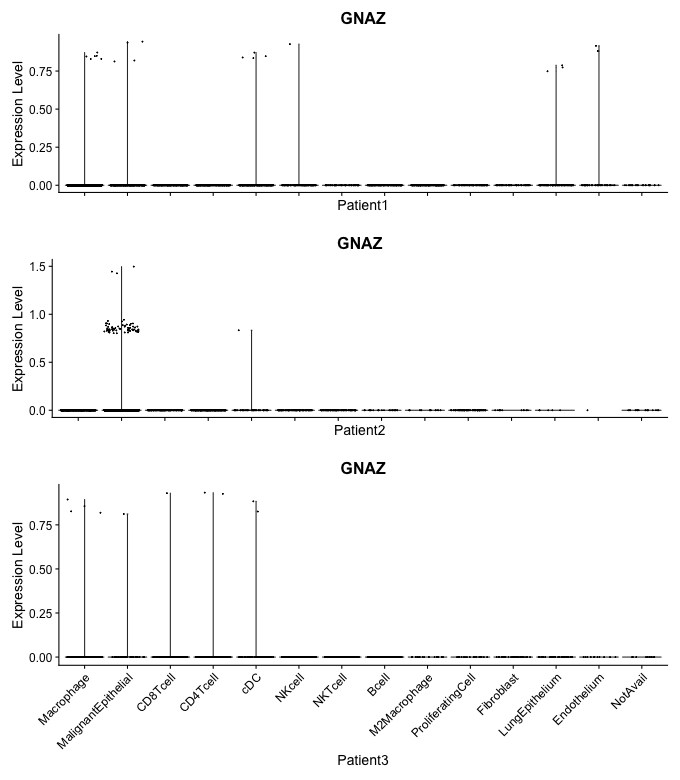 GNAZ
Expression Level
0.75
0.50
0.25
0.00
Patient1
GNAZ
Expression Level
1.5
1.0
0.5
0.0
Patient2
GNAZ
Expression Level
0.75
0.50
0.25
0.00
Macrophage
MalignantEpithelial
CD8Tcell
CD4Tcell
cDC
NKcell
NKTcell
Bcell
M2Macrophage
ProliferatingCell
Fibroblast
LungEpithelium
Endothelium
NotAvail
Patient3